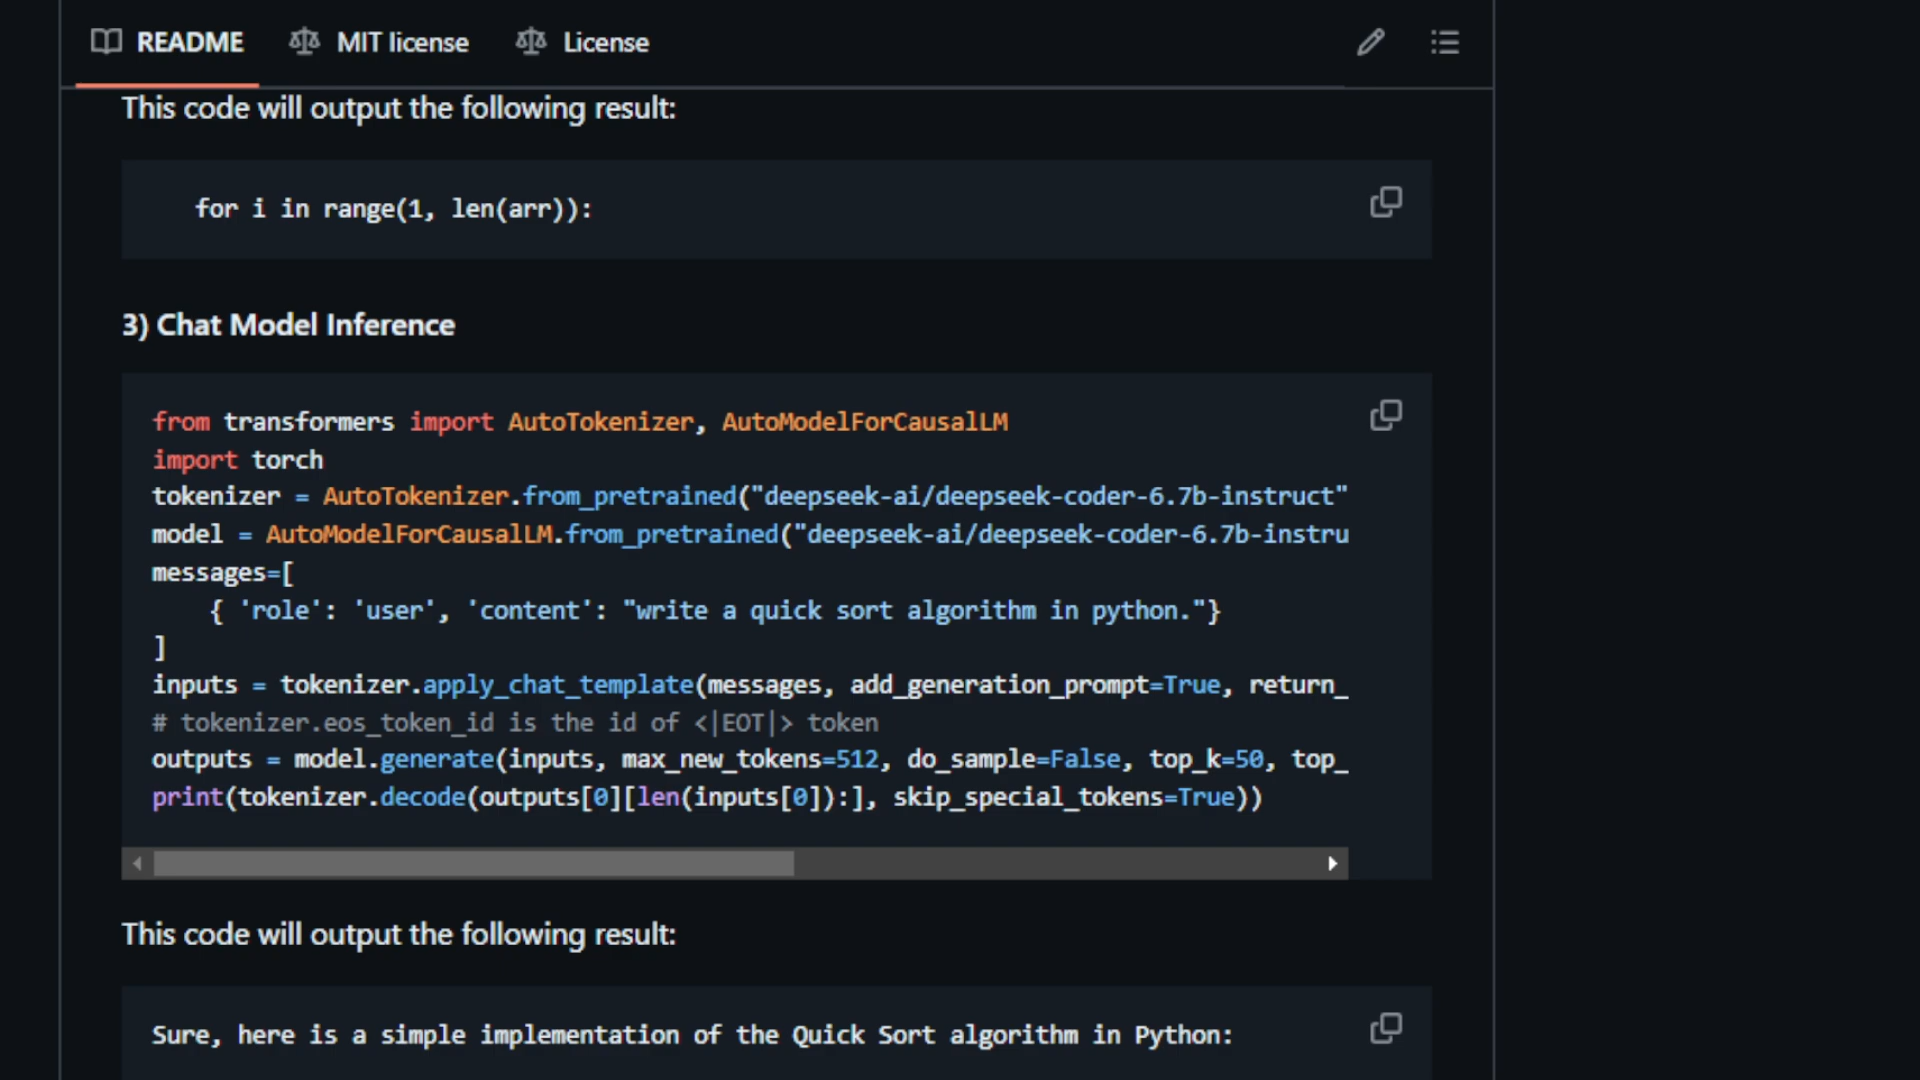 README MIT license License
This code will output the following result:
for i in range(1, len(arr)):
3) Chat Model Inference
from transformers import AutoTokenizer, AutoModelForCausalLM
import torch
tokenizer = AutoTokenizer.from_pretrained("deepseek-ai/deepseek-coder-6.7b-instruct"
model = AutoModelForCausalLM.from_pretrained("deepseek-ai/deepseek-coder-6.7b-instru
messages=[
    { 'role': 'user', 'content': "write a quick sort algorithm in python."}
]
inputs = tokenizer.apply_chat_template(messages, add_generation_prompt=True, return_
# tokenizer.eos_token_id is the id of <|EOT|> token
outputs = model.generate(inputs, max_new_tokens=512, do_sample=False, top_k=50, top_
print(tokenizer.decode(outputs[0][len(inputs[0]):], skip_special_tokens=True))
This code will output the following result:
Sure, here is a simple implementation of the Quick Sort algorithm in Python: